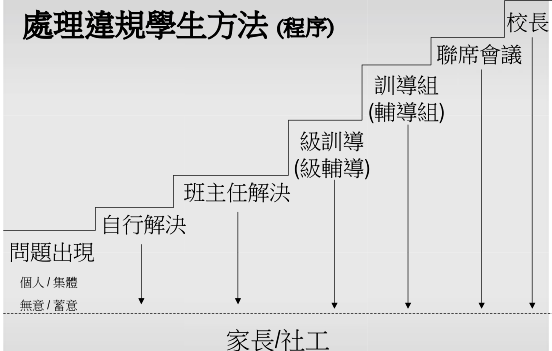 處理違規學生方法 (程序)
校長
聯席會議
訓導組
(輔導組)
級訓導
(級輔導)
班主任解決
自行解決
問題出現
個人 / 集體
無意 / 蓄意
家長/社工